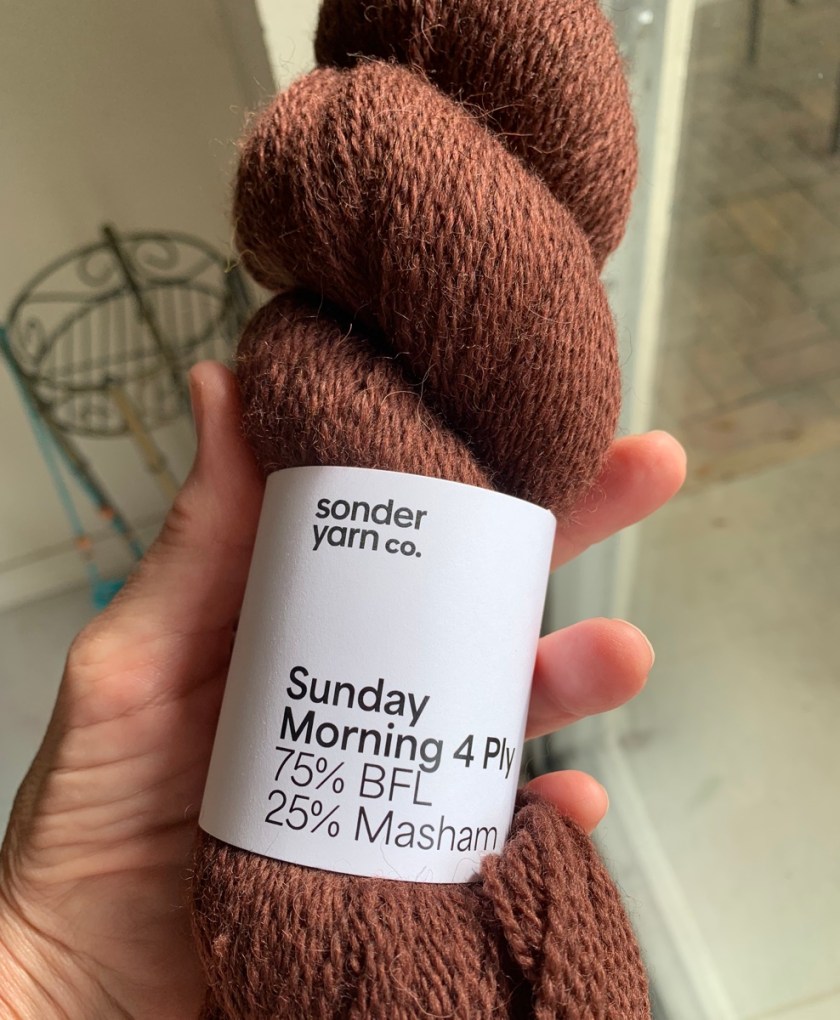 sonder
yarn co.
Sunday
Morning 4 Ply
75% BFL
25% Masham